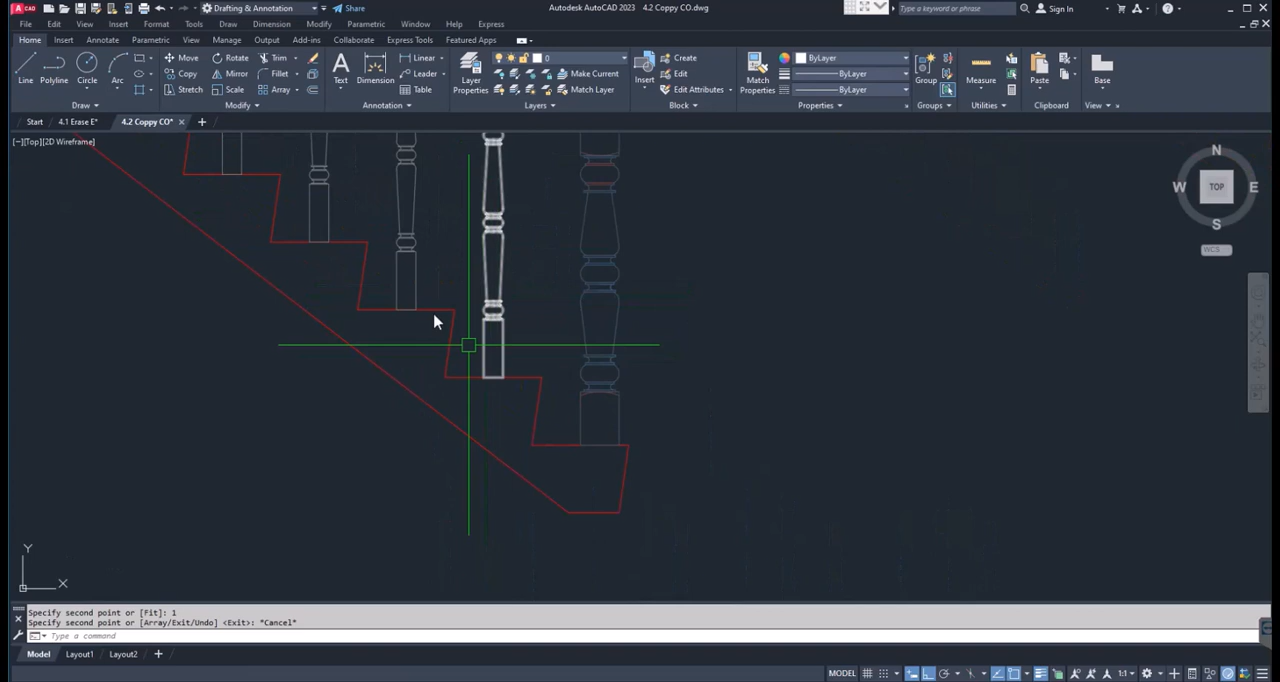 CAD
Drafting & Annotation
Share
Autodesk AutoCAD 2023 4.2 Coppy CO.dwg
Type a keyword or phrase
Sign In
File Edit View Insert Format Tools Draw Dimension Modify Parametric Window Help Express
Home Insert Annotate Parametric View Manage Output Add-ins Collaborate Express Tools Featured Apps
Line Polyline Circle Arc
Draw
Move Rotate Trim
Copy Mirror Fillet
Stretch Scale Array
Modify
Text Dimension
Linear
Leader
Table
Annotation
Layer Properties
0
Make Current
Match Layer
Layers
Insert
Create
Edit
Edit Attributes
Block
Match Properties
ByLayer
ByLayer
ByLayer
Properties
Group
Groups
Measure
Utilities
Paste
Clipboard
Base
View
Start 4.1 Erase E* 4.2 Coppy CO*
[−][Top][2D Wireframe]
N
W TOP E
S
WCS
Y
X
Specify second point or [Fit]: 1
Specify second point or [Array/Exit/Undo] <Exit>: *Cancel*
Type a command
Model Layout1 Layout2
MODEL
1:1